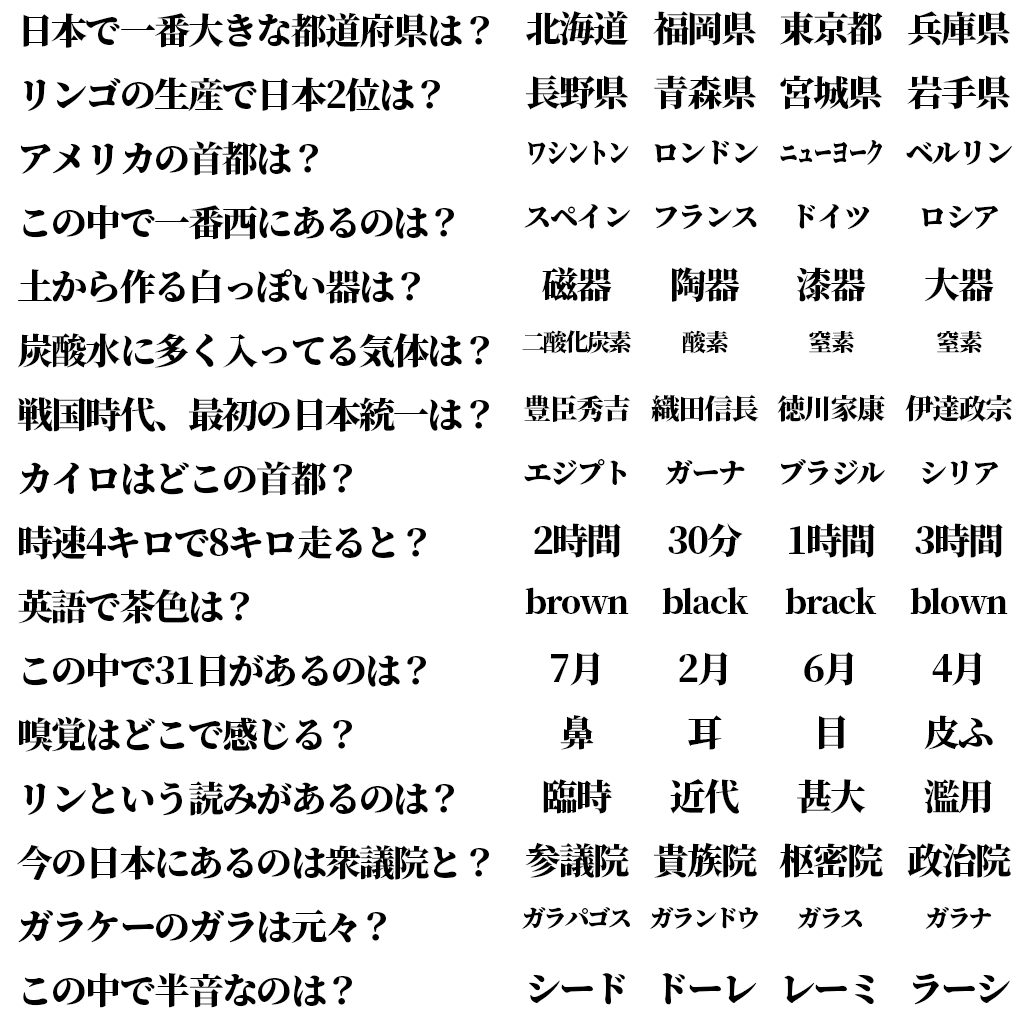 日本で一番大きな都道府県は？ 北海道 福岡県 東京都 兵庫県
リンゴの生産で日本2位は？ 長野県 青森県 宮城県 岩手県
アメリカの首都は？ ワシントン ロンドン ニューヨーク ベルリン
この中で一番西にあるのは？ スペイン フランス ドイツ ロシア
土から作る白っぽい器は？ 磁器 陶器 漆器 大器
炭酸水に多く入ってる気体は？ 二酸化炭素 酸素 窒素 窒素
戦国時代、最初の日本統一は？ 豊臣秀吉 織田信長 徳川家康 伊達政宗
カイロはどこの首都？ エジプト ガーナ ブラジル シリア
時速4キロで8キロ走ると？ 2時間 30分 1時間 3時間
英語で茶色は？ brown black brack blown
この中で31日があるのは？ 7月 2月 6月 4月
嗅覚はどこで感じる？ 鼻 耳 目 皮ふ
リンという読みがあるのは？ 臨時 近代 甚大 濫用
今の日本にあるのは衆議院と？ 参議院 貴族院 枢密院 政治院
ガラケーのガラは元々？ ガラパゴス ガランドウ ガラス ガラナ
この中で半音なのは？ シード ドーレ レーミ ラーシ